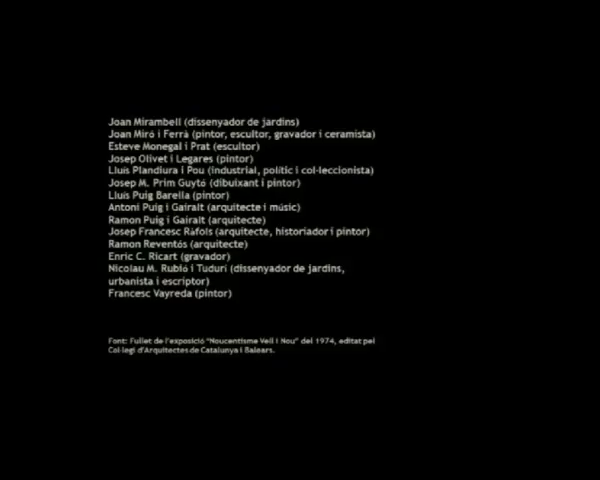 Joan Mirambell (dissenyador de jardins)
Joan Miró i Ferrà (pintor, escultor, gravador i ceramista)
Esteve Monegal i Prat (escultor)
Josep Olivet i Legares (pintor)
Lluís Plandiura i Pou (industrial, polític i col·leccionista)
Josep M. Prim Guytó (dibuixant i pintor)
Lluís Puig Barella (pintor)
Antoni Puig i Gairalt (arquitecte i músic)
Ramon Puig i Gairalt (arquitecte)
Josep Francesc Ràfols (arquitecte, historiador i pintor)
Ramon Reventós (arquitecte)
Enric C. Ricart (gravador)
Nicolau M. Rubió i Tudurí (dissenyador de jardins,
urbanista i escriptor)
Francesc Vayreda (pintor)
Font: Fullet de l'exposició "Noucentisme Vell i Nou" del 1974, editat pel
Col·legi d'Arquitectes de Catalunya i Balears.